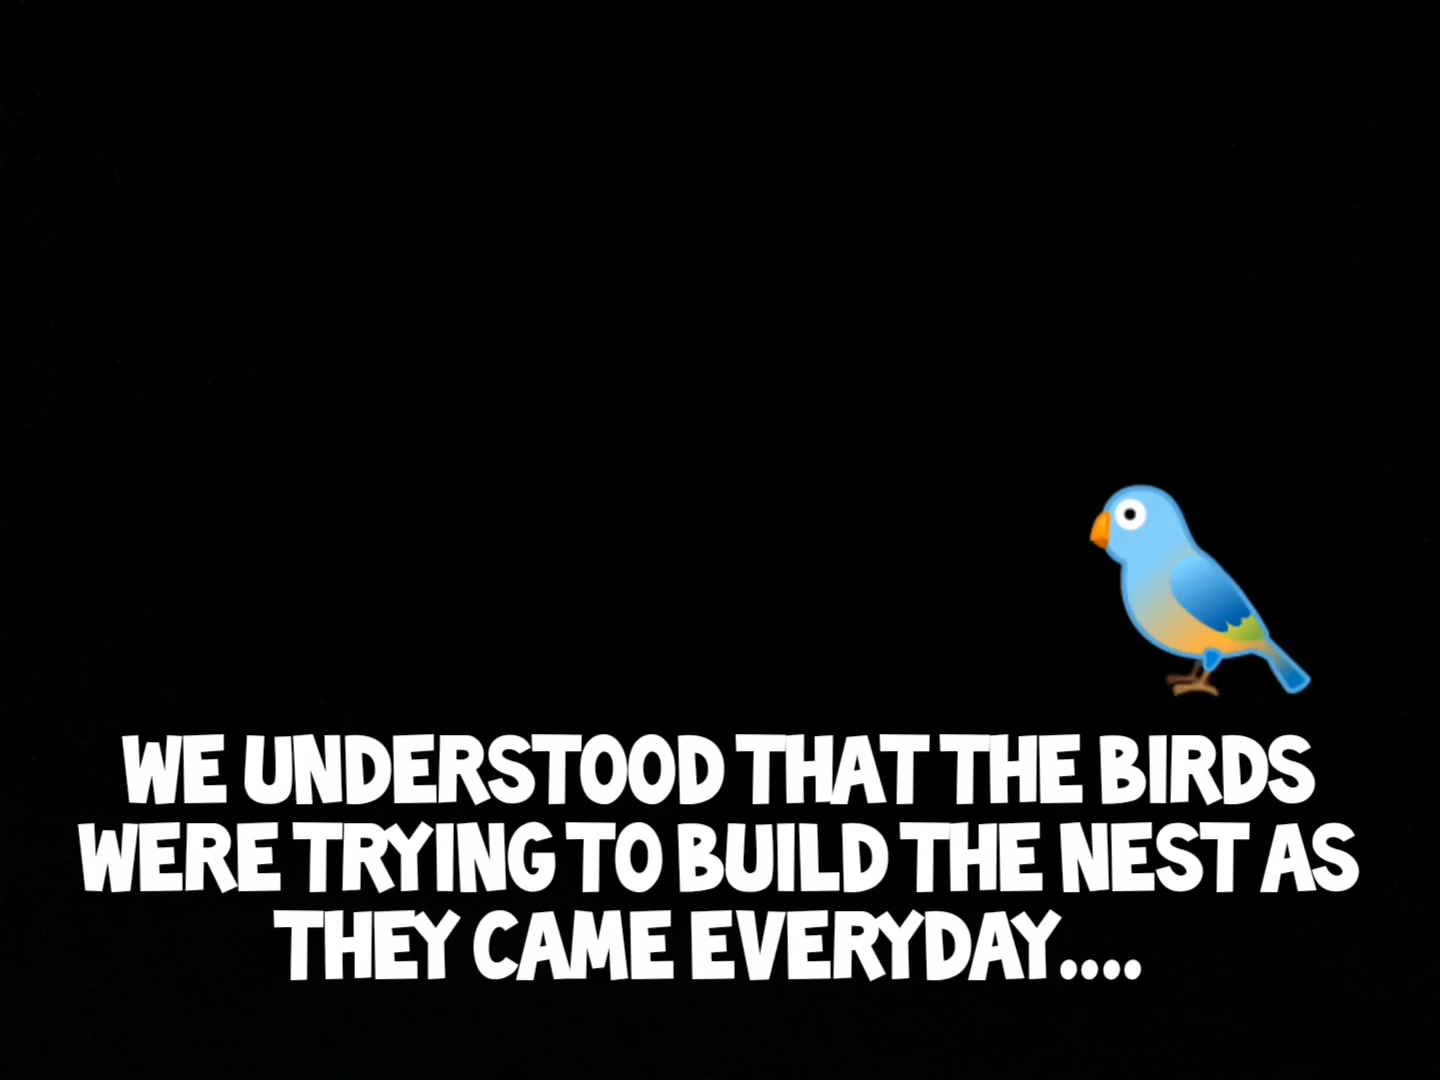 WE UNDERSTOOD THAT THE BIRDS
WERE TRYING TO BUILD THE NEST AS
THEY CAME EVERYDAY....